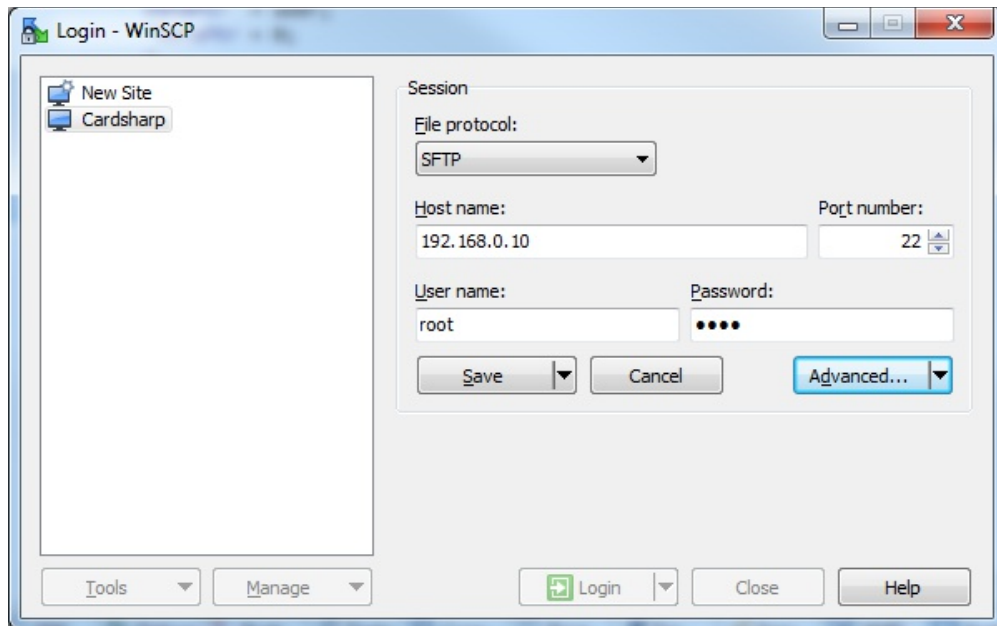 Login - WinSCP
New Site
Cardsharp
Session
File protocol:
SFTP
Host name:
Port number:
192.168.0.10
22
User name:
Password:
root
●●●●
Save
Cancel
Advanced...
Tools
Manage
Login
Close
Help